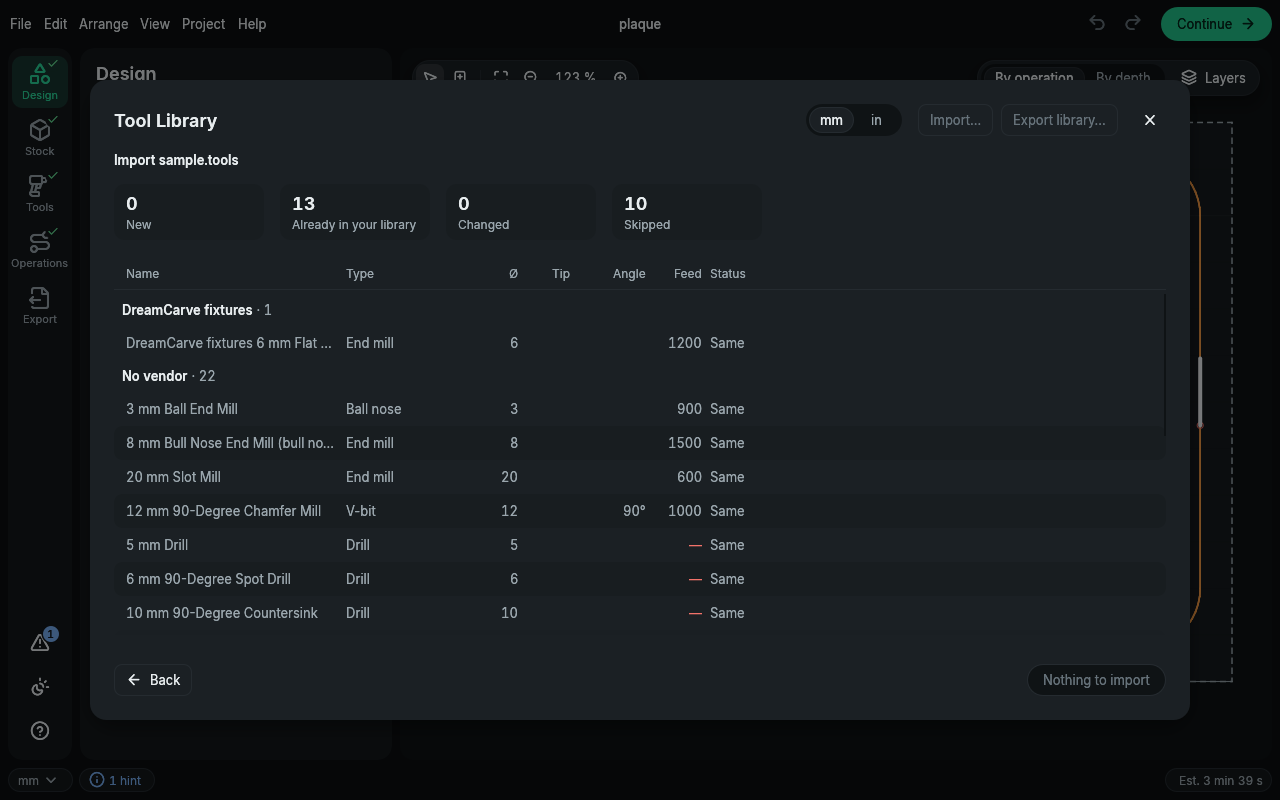 File Edit Arrange View Project Help
plaque
Continue
Design
123 %
By operation By depth Layers
Design
Stock
Tools
Operations
Export
1
Tool Library
mm in
Import...
Export library...
Import sample.tools
0
New
13
Already in your library
0
Changed
10
Skipped
Name Type Ø Tip Angle Feed Status
DreamCarve fixtures · 1
DreamCarve fixtures 6 mm Flat ... End mill 6 1200 Same
No vendor · 22
3 mm Ball End Mill Ball nose 3 900 Same
8 mm Bull Nose End Mill (bull no... End mill 8 1500 Same
20 mm Slot Mill End mill 20 600 Same
12 mm 90-Degree Chamfer Mill V-bit 12 90° 1000 Same
5 mm Drill Drill 5 — Same
6 mm 90-Degree Spot Drill Drill 6 — Same
10 mm 90-Degree Countersink Drill 10 — Same
Back
Nothing to import
mm
1 hint
Est. 3 min 39 s